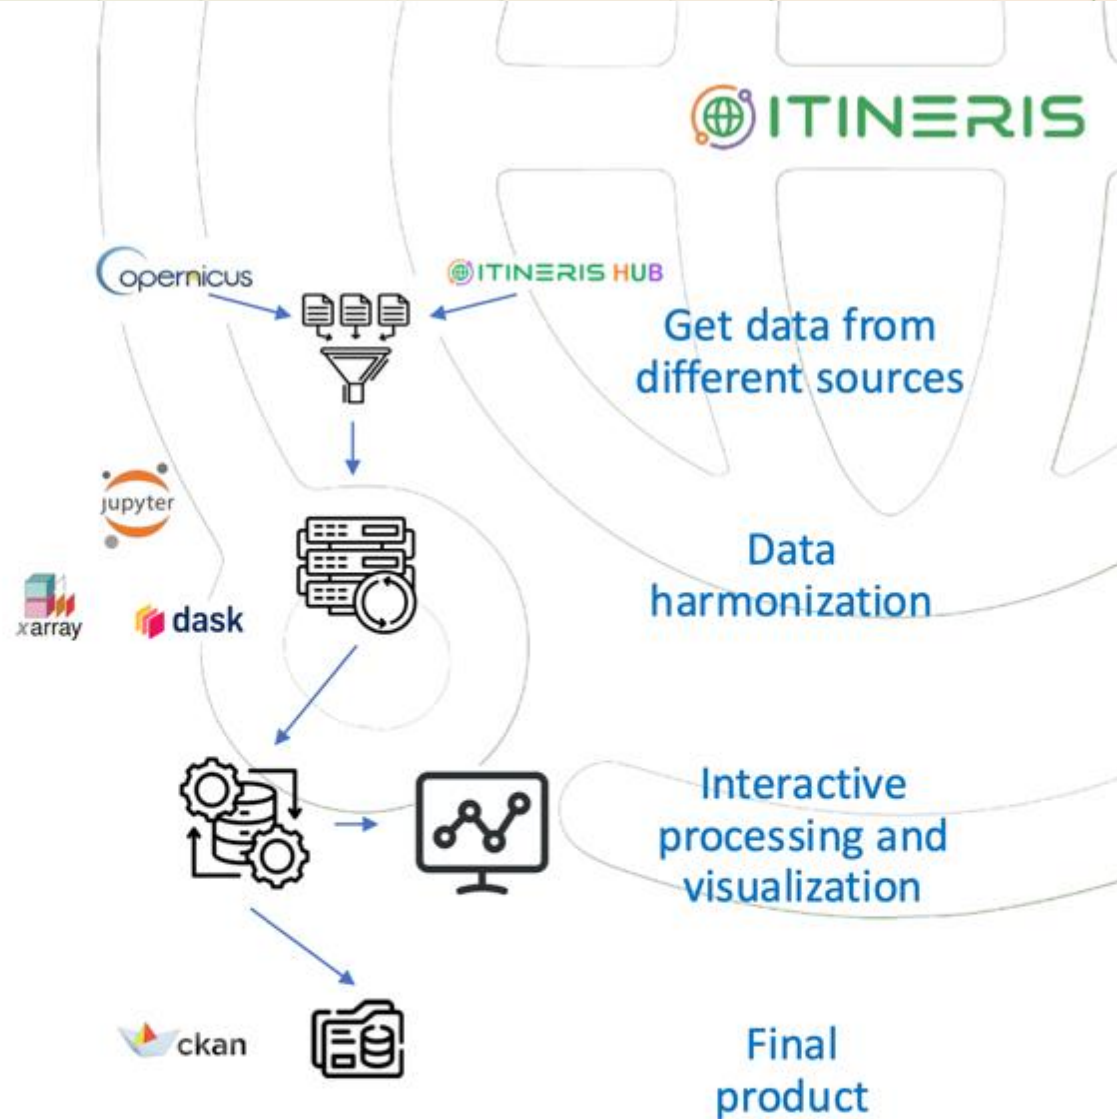 ITINERIS
Copernicus
ITINERIS HUB
Get data from
different sources
jupyter
Data
harmonization
xarray
dask
Interactive
processing and
visualization
ckan
Final
product